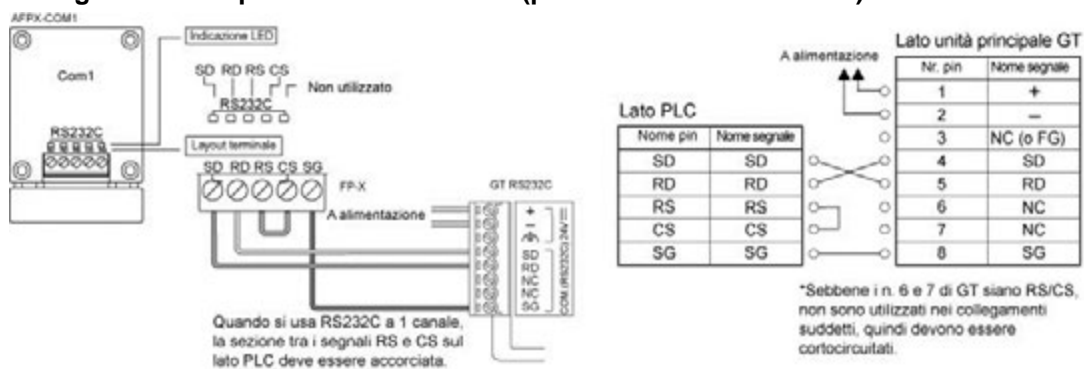 AFPX-COM1
Com1
RS232C
Indicazione LED
SD RD RS CS
Non utilizzato
RS232C
Layout terminale
SD RD RS CS SG
FP-X
A alimentazione
GT RS232C
+
–
SD
RD
NC
NC
SG
24V
COM.(RS232C)
Quando si usa RS232C a 1 canale,
la sezione tra i segnali RS e CS sul
lato PLC deve essere accorciata.
A alimentazione
Lato PLC
Nome pin Nome segnale
SD SD
RD RD
RS RS
CS CS
SG SG
Lato unità principale GT
Nr. pin Nome segnale
1 +
2 –
3 NC (o FG)
4 SD
5 RD
6 NC
7 NC
8 SG
*Sebbene i n. 6 e 7 di GT siano RS/CS,
non sono utilizzati nei collegamenti
suddetti, quindi devono essere
cortocircuitati.